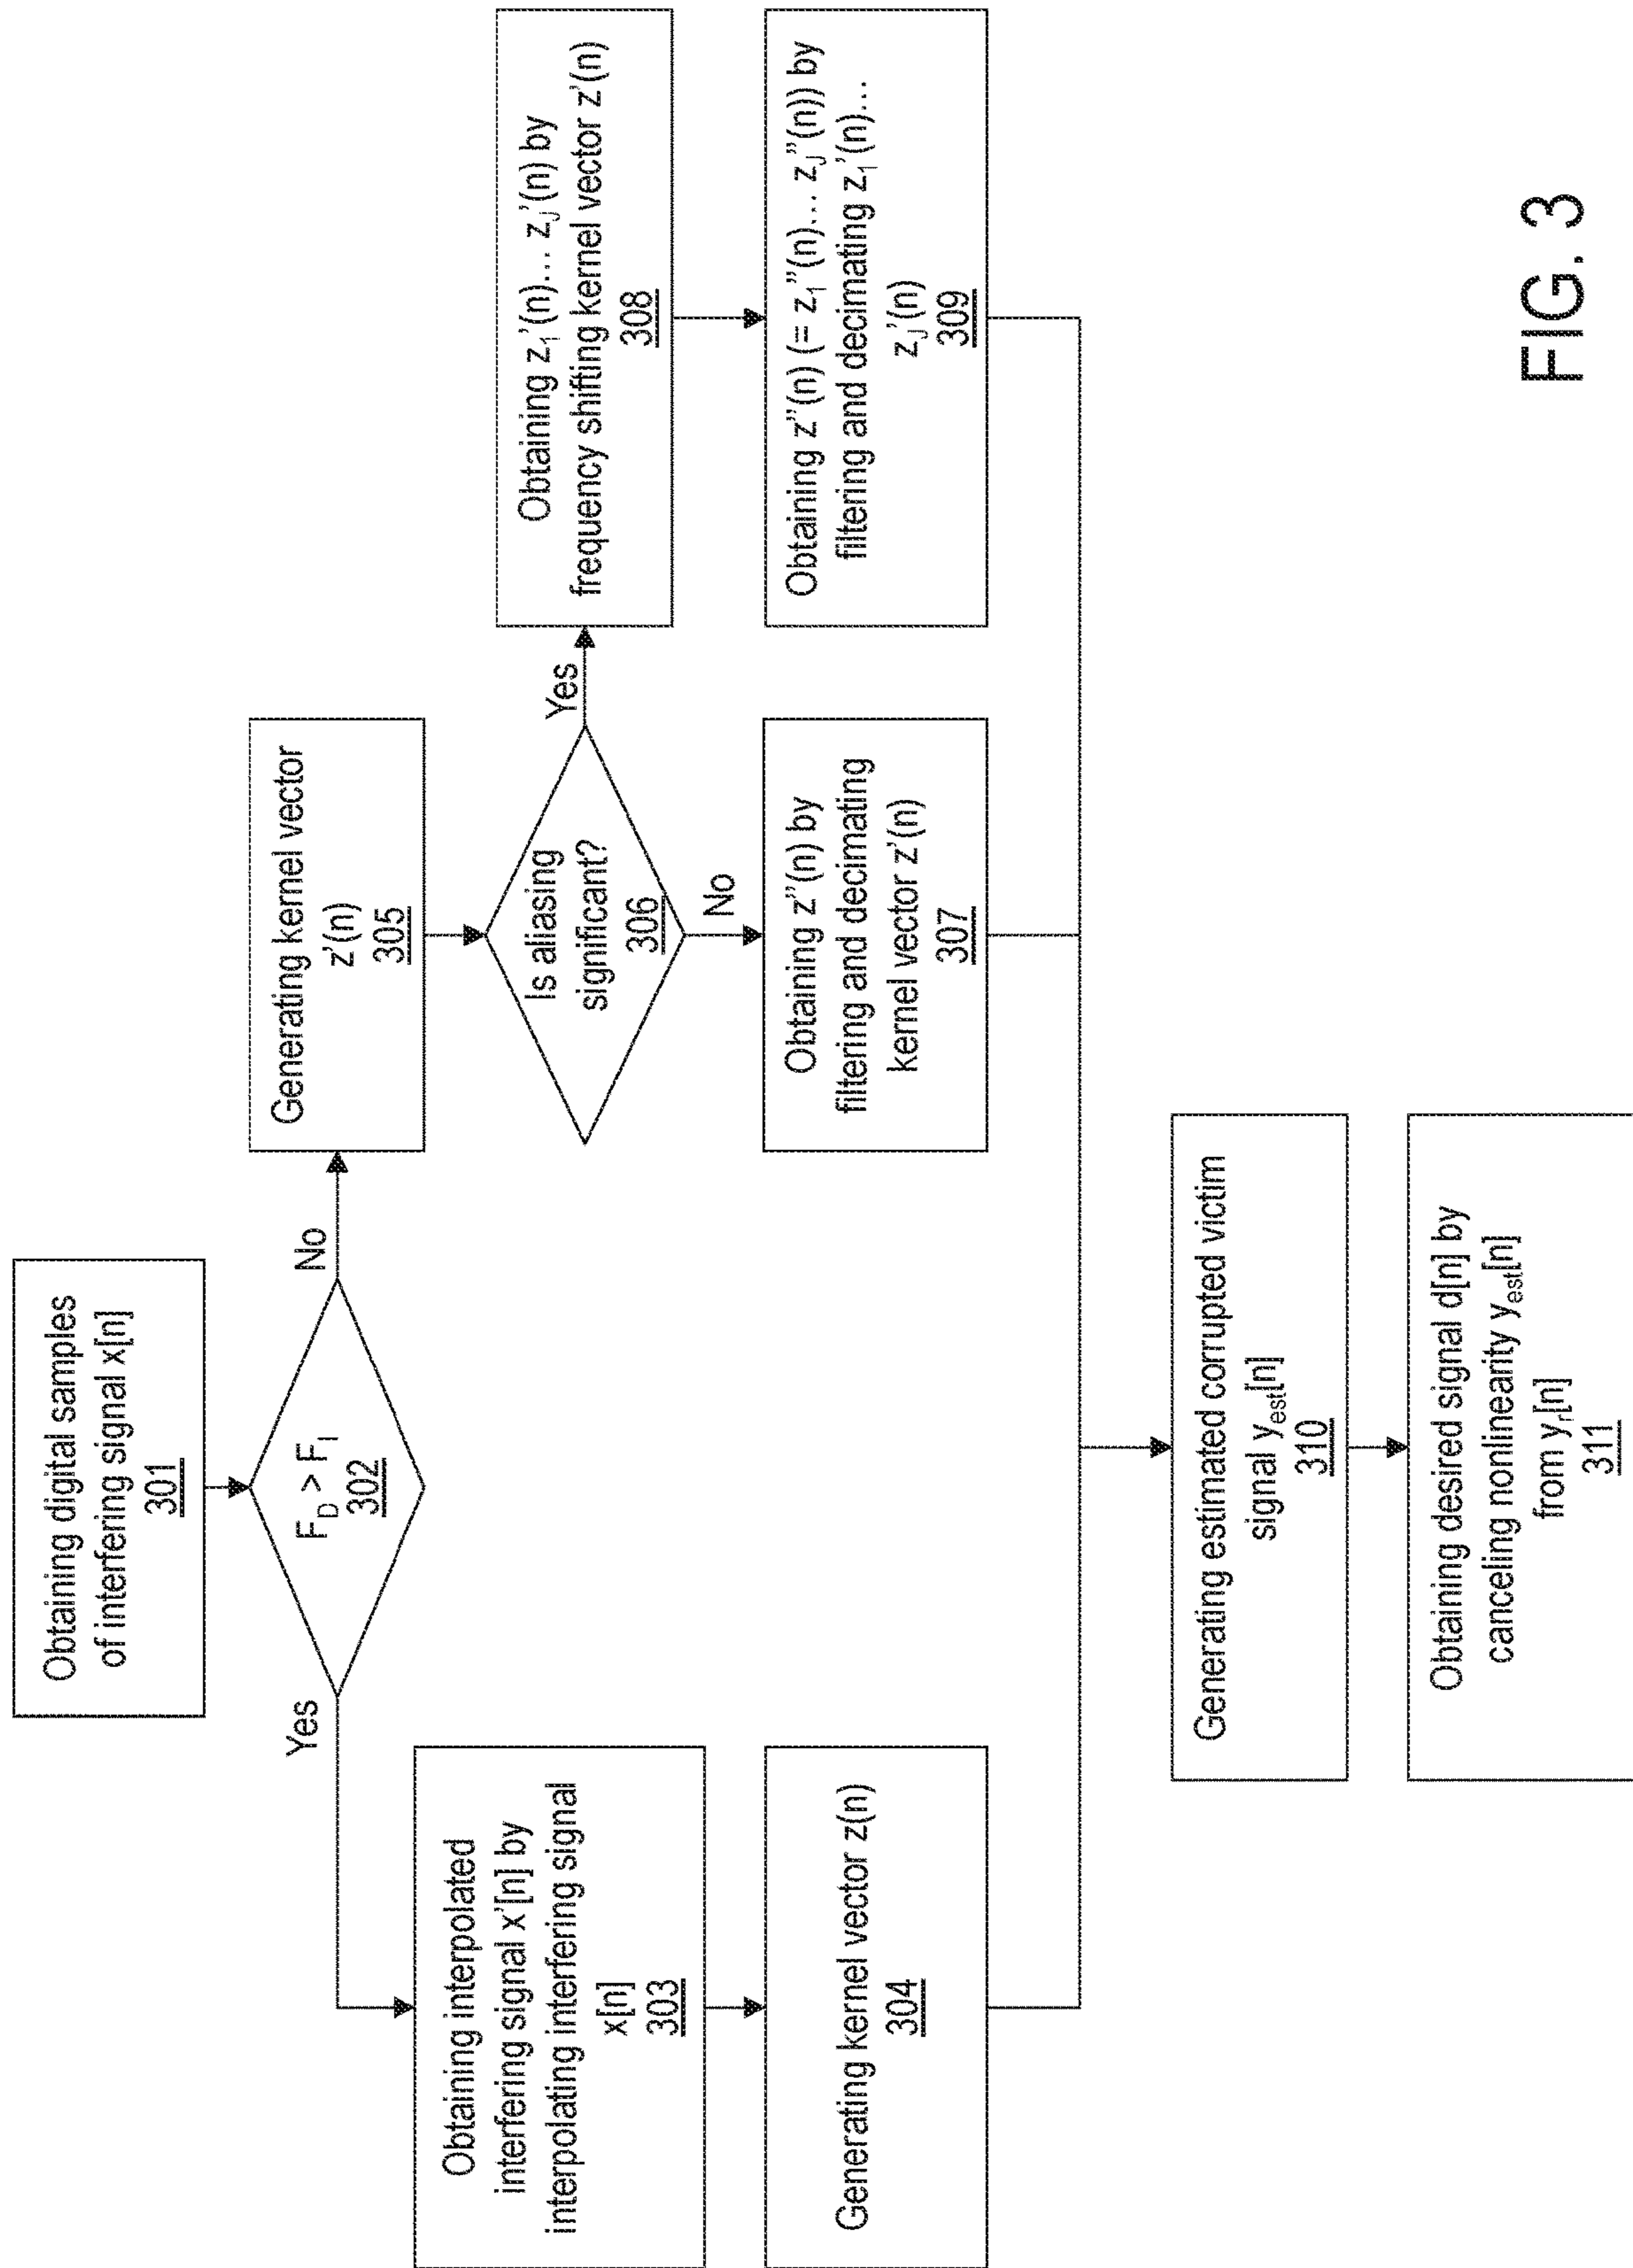 Obtaining digital samples
of interfering signal x[n]
301
F_D > F_I
302
Yes
No
Obtaining interpolated
interfering signal x'[n] by
interpolating interfering signal
x[n]
303
Generating kernel vector z(n)
304
Generating kernel vector
z'(n)
305
Is aliasing
significant?
306
Yes
No
Obtaining z''(n) by
filtering and decimating
kernel vector z'(n)
307
Obtaining z₁'(n)... z_J'(n) by
frequency shifting kernel vector z'(n)
308
Obtaining z''(n) (= z₁''(n)... z_J''(n)) by
filtering and decimating z₁'(n)...
z_J'(n)
309
Generating estimated corrupted victim
signal y_est[n]
310
Obtaining desired signal d[n] by
canceling nonlinearity y_est[n]
from y_r[n]
311
FIG. 3